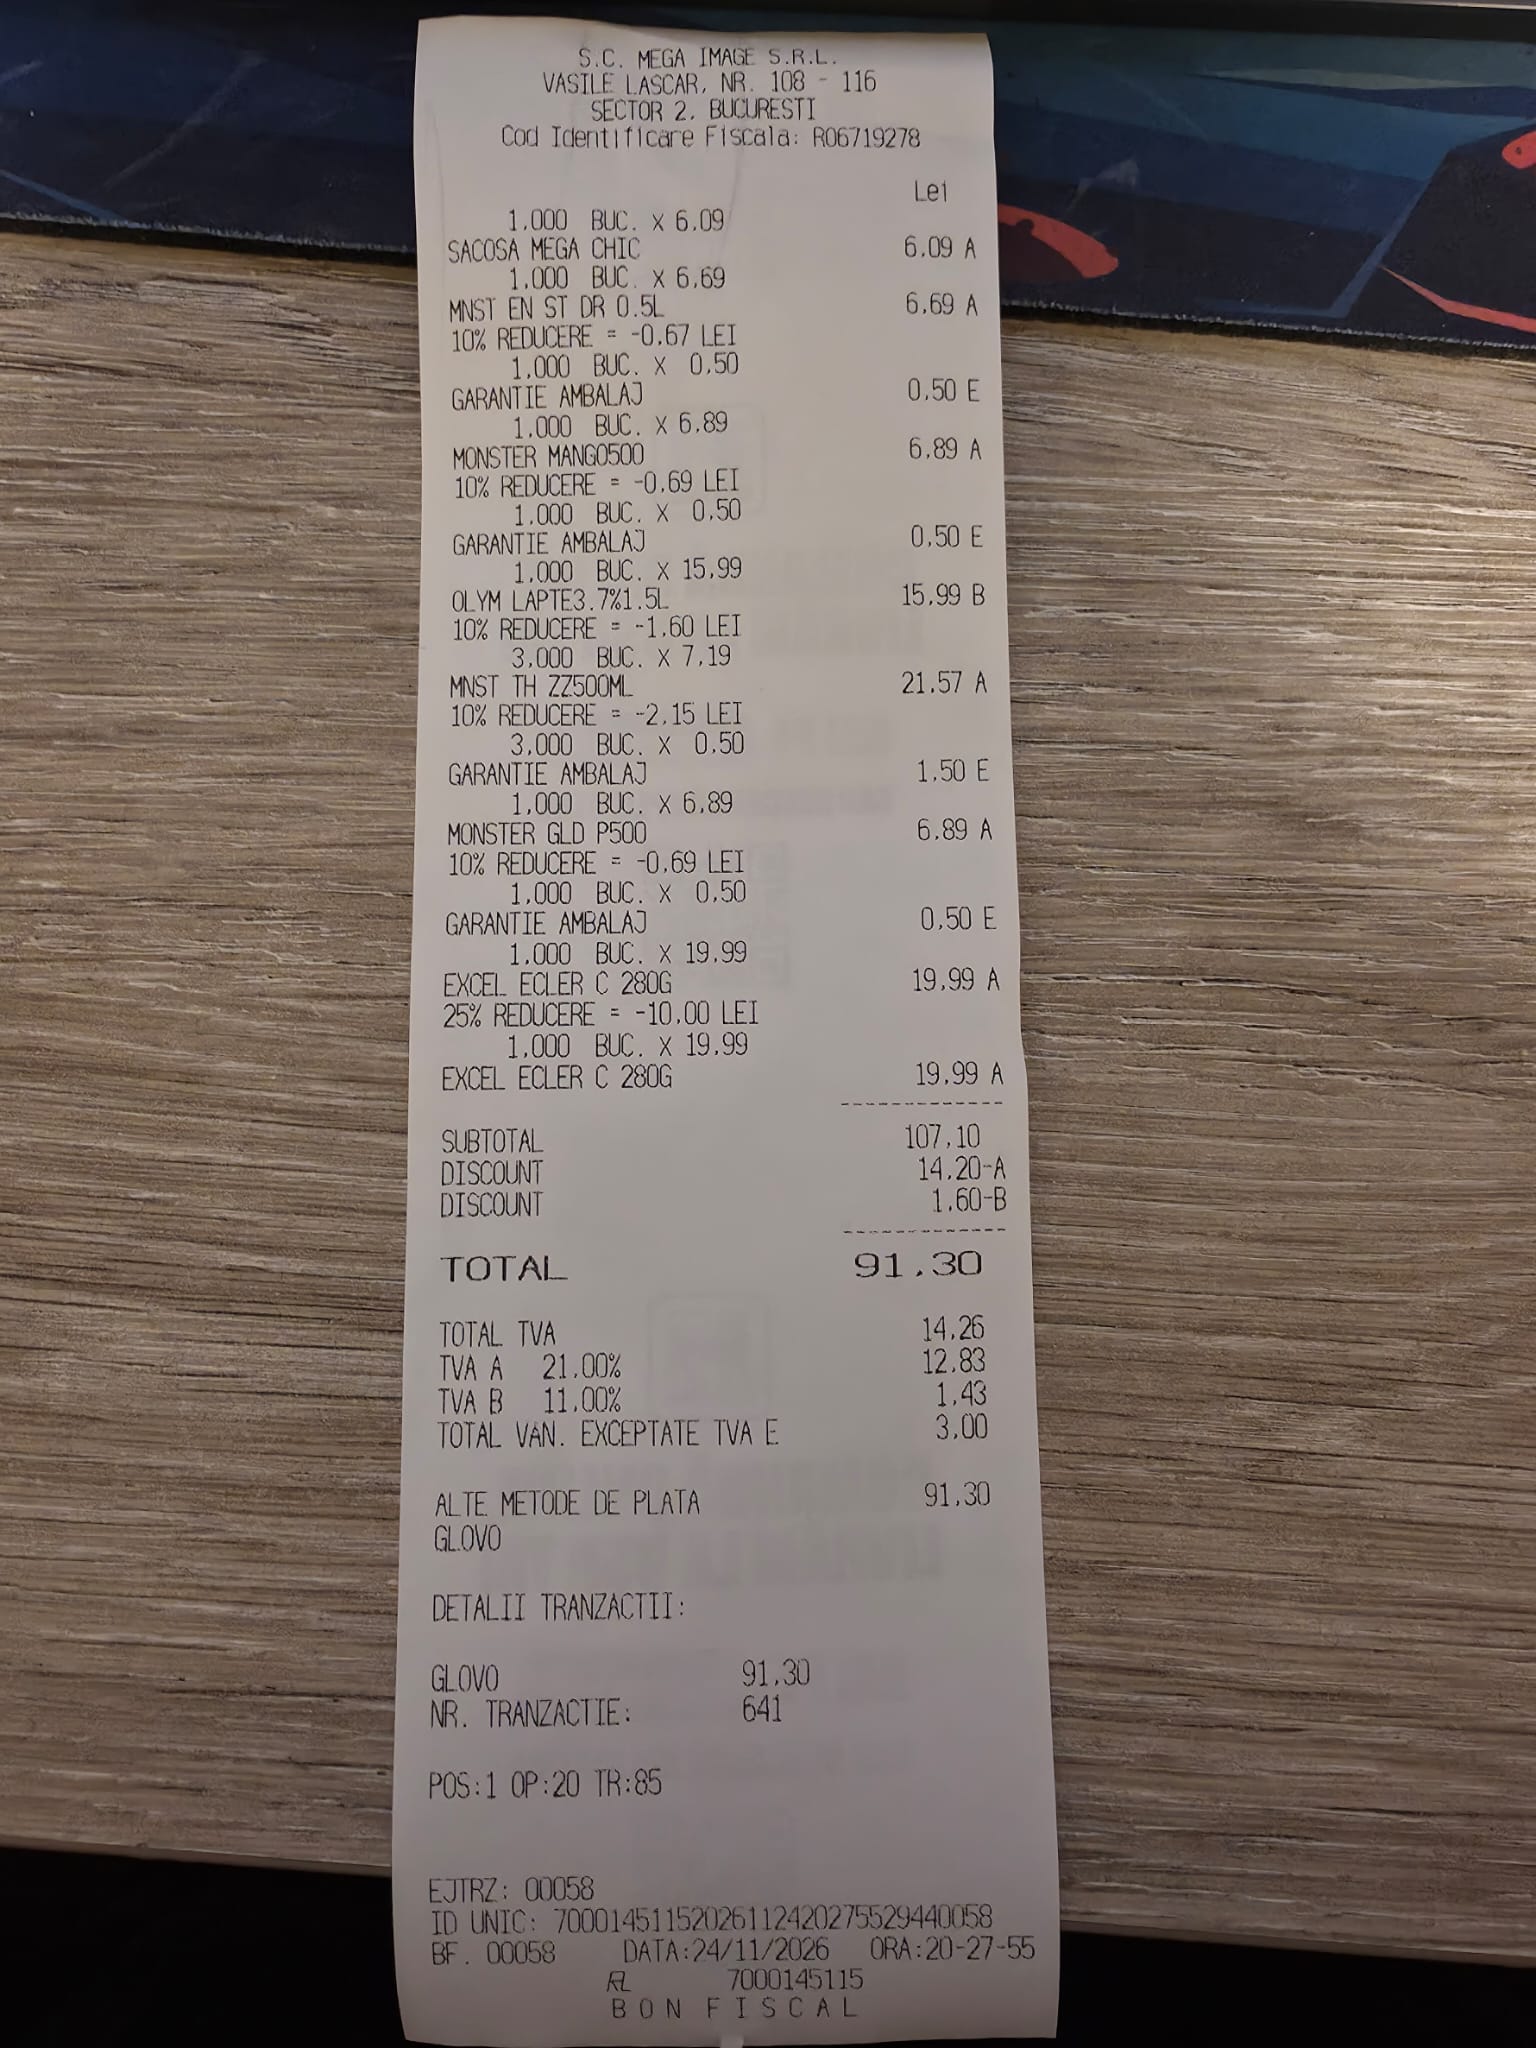 S.C. MEGA IMAGE S.R.L.
VASILE LASCAR, NR. 108 - 116
SECTOR 2. BUCURESTI
Cod Identificare Fiscala: RO6719278
Lei
1.000 BUC. X 6.09
SACOSA MEGA CHIC 6.09 A
1.000 BUC. X 6.69
MNST EN ST DR 0.5L 6.69 A
10% REDUCERE = -0.67 LEI
1.000 BUC. X 0.50
GARANTIE AMBALAJ 0.50 E
1.000 BUC. X 6.89
MONSTER MANGO500 6.89 A
10% REDUCERE = -0.69 LEI
1.000 BUC. X 0.50
GARANTIE AMBALAJ 0.50 E
1.000 BUC. X 15.99
OLYM LAPTE3.7%1.5L 15.99 B
10% REDUCERE = -1.60 LEI
3.000 BUC. X 7.19
MNST TH ZZ500ML 21.57 A
10% REDUCERE = -2.15 LEI
3.000 BUC. X 0.50
GARANTIE AMBALAJ 1.50 E
1.000 BUC. X 6.89
MONSTER GLD P500 6.89 A
10% REDUCERE = -0.69 LEI
1.000 BUC. X 0.50
GARANTIE AMBALAJ 0.50 E
1.000 BUC. X 19.99
EXCEL ECLER C 280G 19.99 A
25% REDUCERE = -10.00 LEI
1.000 BUC. X 19.99
EXCEL ECLER C 280G 19.99 A
SUBTOTAL 107.10
DISCOUNT 14.20-A
DISCOUNT 1.60-B
TOTAL 91.30
TOTAL TVA 14.26
TVA A 21.00% 12.83
TVA B 11.00% 1.43
TOTAL VAN. EXCEPTATE TVA E 3.00
ALTE METODE DE PLATA 91.30
GLOVO
DETALII TRANZACTII:
GLOVO 91.30
NR. TRANZACTIE: 641
POS:1 OP:20 TR:85
EJTRZ: 00058
ID UNIC: 7000145115202611242027552944​0058
BF. 00058 DATA:24/11/2026 ORA:20-27-55
7000145115
BON FISCAL